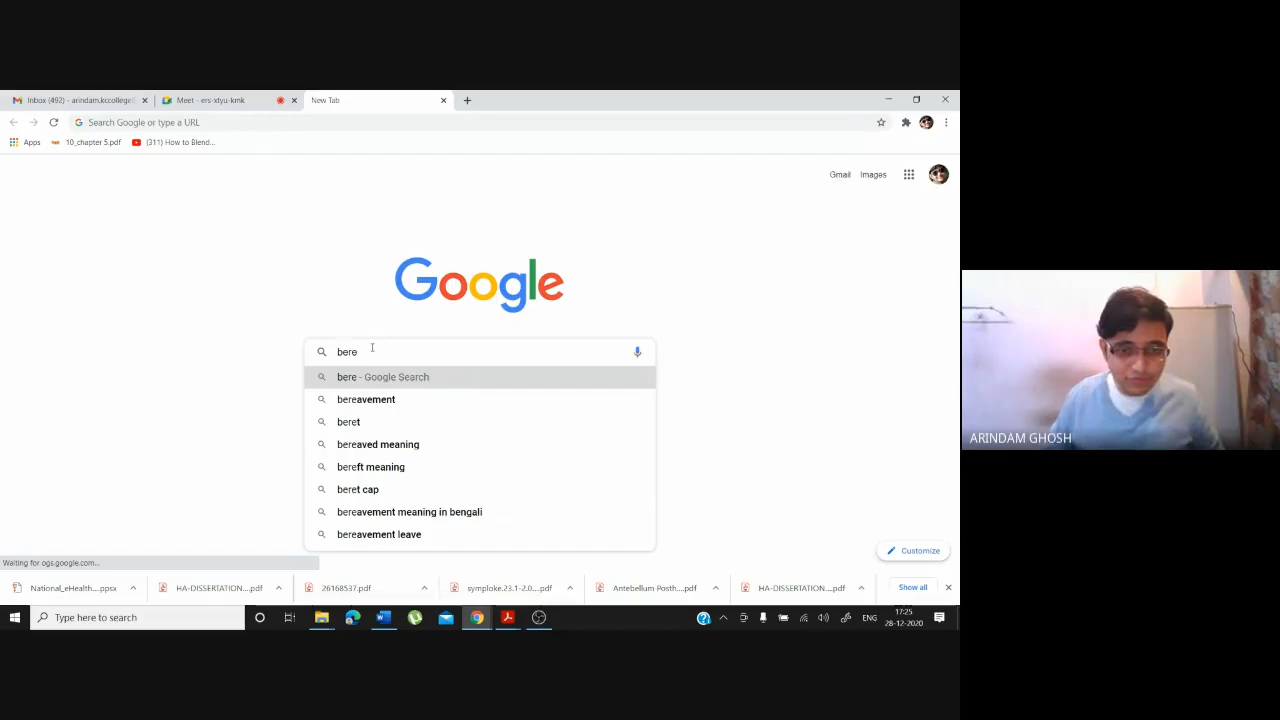 Inbox (492) - arindam.kccollege
Meet - ers-xtyu-kmk
New Tab
Search Google or type a URL
Apps
10_chapter 5.pdf
(311) How to Blend...
Gmail
Images
Google
bere
bere - Google Search
bereavement
beret
bereaved meaning
bereft meaning
beret cap
bereavement meaning in bengali
bereavement leave
ARINDAM GHOSH
Customize
Waiting for ogs.google.com...
National_eHealth....ppsx
HA-DISSERTATION....pdf
26168537.pdf
symploke.23.1-2.0....pdf
Antebellum Posth....pdf
HA-DISSERTATION....pdf
Show all
Type here to search
ENG
17:25
28-12-2020